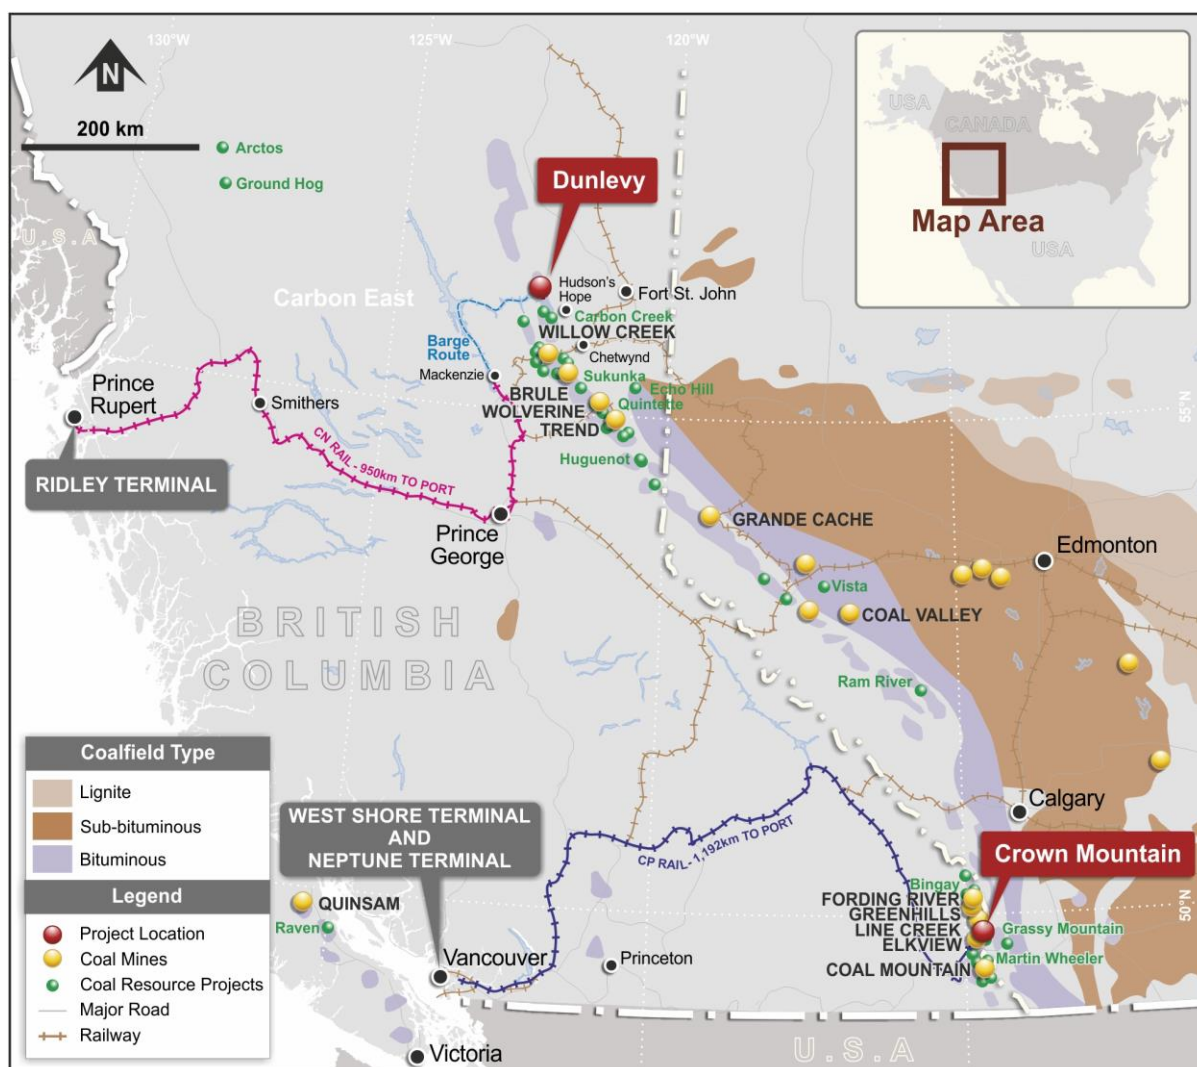 130°W
125°W
120°W
N
200 km
Arctos
Ground Hog
U.S.A
Dunlevy
USA
CANADA
Map Area
USA
Carbon East
Hudson's
Hope
Fort St. John
Carbon Creek
WILLOW CREEK
Chetwynd
Barge
Route
Mackenzie
Sukunka
Echo Hill
BRULE
Quintette
WOLVERINE
TREND
Huguenot
55°N
Prince
Rupert
Smithers
CN RAIL - 950km TO PORT
RIDLEY TERMINAL
Prince
George
GRANDE CACHE
Edmonton
Vista
COAL VALLEY
BRITISH
COLUMBIA
Ram River
Coalfield Type
Lignite
Sub-bituminous
Bituminous
Legend
Project Location
Coal Mines
Coal Resource Projects
Major Road
Railway
WEST SHORE TERMINAL
AND
NEPTUNE TERMINAL
CP RAIL - 1,192km TO PORT
Calgary
Crown Mountain
QUINSAM
Raven
Vancouver
Princeton
Victoria
Bingay
FORDING RIVER
GREENHILLS
LINE CREEK
ELKVIEW
COAL MOUNTAIN
Grassy Mountain
Martin Wheeler
50°N
U.S.A